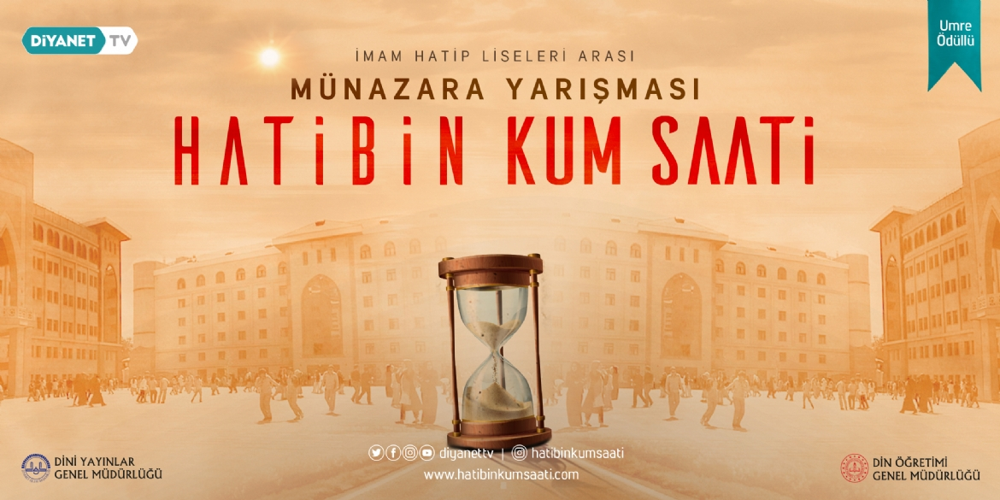 DİYANET TV
Umre
Ödüllü
İMAM HATİP LİSELERİ ARASI
MÜNAZARA YARIŞMASI
HATİBİN KUM SAATİ
diyanettv | hatibinkumsaati
www.hatibinkumsaati.com
DİNİ YAYINLAR
GENEL MÜDÜRLÜĞÜ
DİN ÖĞRETİMİ
GENEL MÜDÜRLÜĞÜ